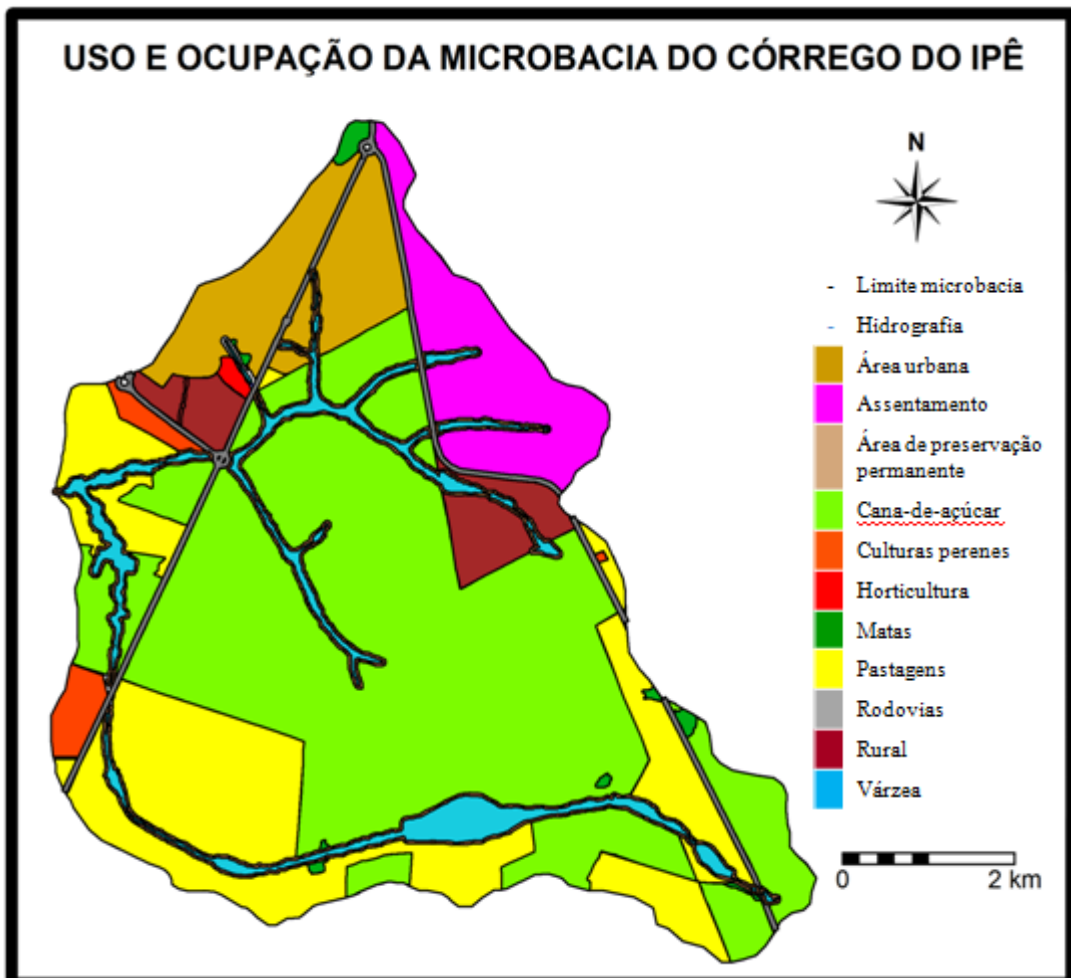 USO E OCUPAÇÃO DA MICROBACIA DO CÓRREGO DO IPÊ
N
- Limite microbacia
- Hidrografia
Área urbana
Assentamento
Área de preservação
permanente
Cana-de-açúcar
Culturas perenes
Horticultura
Matas
Pastagens
Rodovias
Rural
Várzea
0 2 km